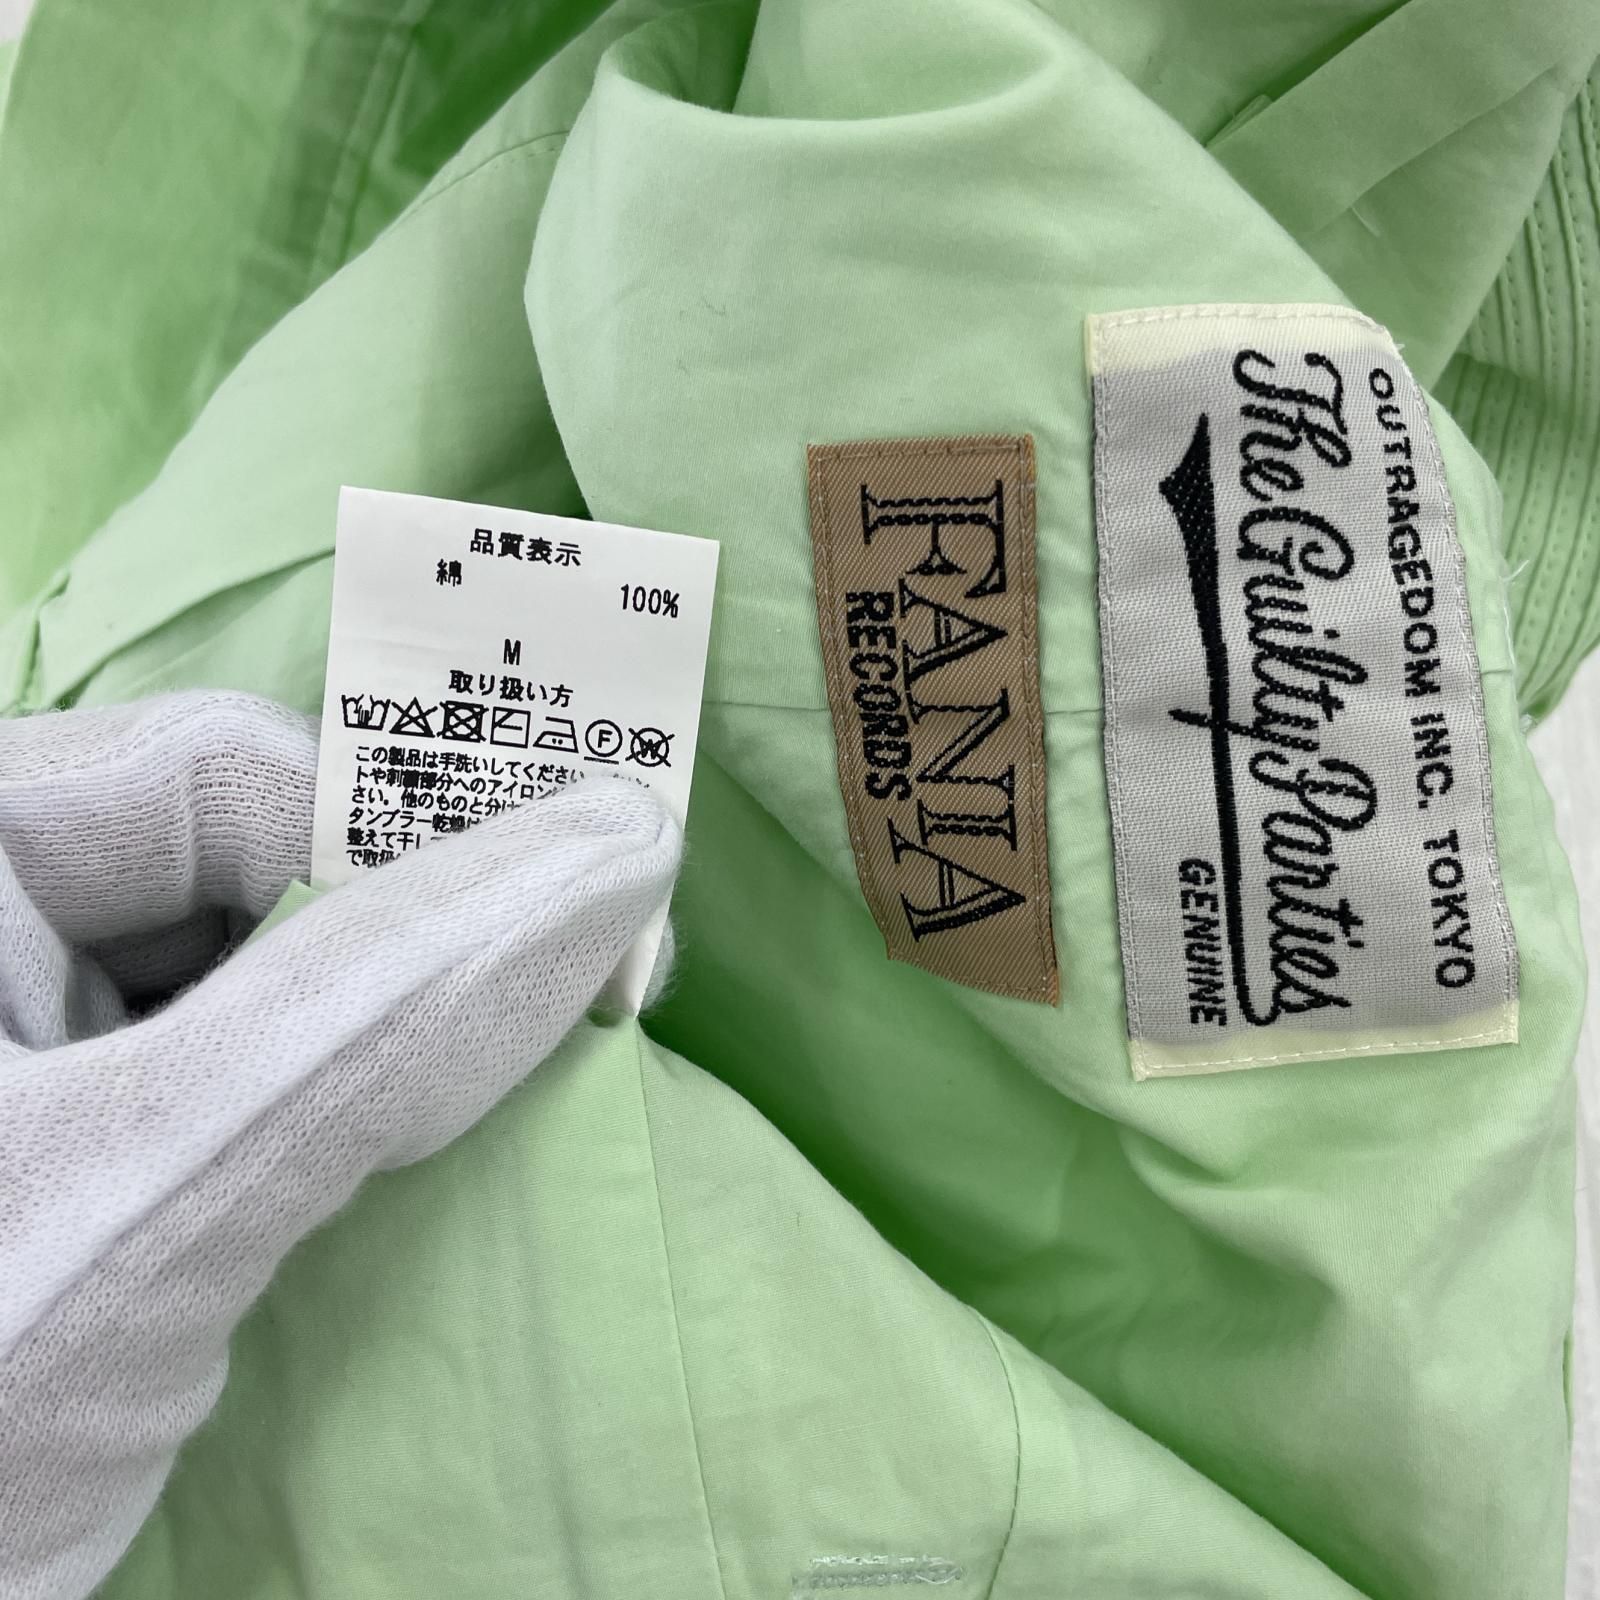 品質表示
綿 100%
M
取り扱い方
F
W
この製品は手洗いしてください
トや刺繍部分へのアイロン
さい。他のものと分け
タンブラー乾燥は
整えて干し
で取扱
FANIA
RECORDS
OUTRAGEDOM INC. TOKYO
The Guilty Parties
GENUINE